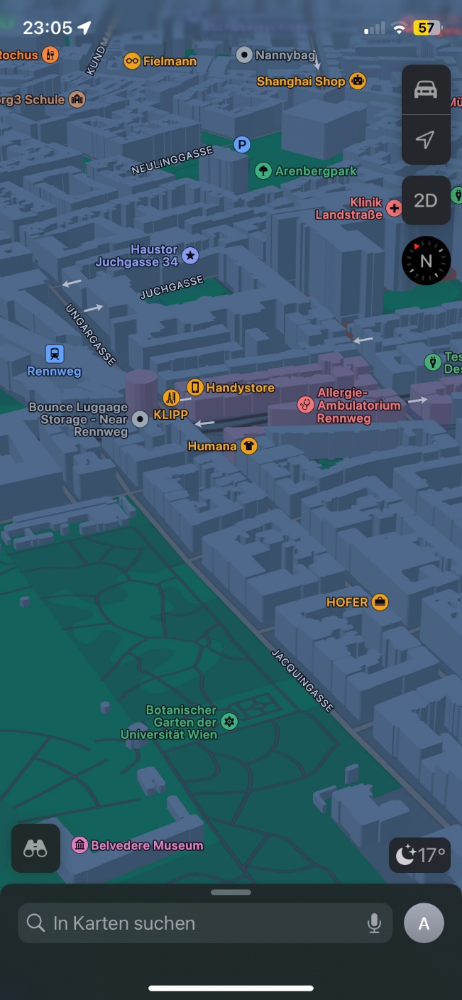 23:05
57
Rochus
KUNDM
Fielmann
Nannybag
Shanghai Shop
org3 Schule
P
NEULINGGASSE
Arenbergpark
Klinik
Landstraße
2D
N
Haustor
Juchgasse 34
JUCHGASSE
UNGARGASSE
Rennweg
Handystore
KLIPP
Allergie-
Ambulatorium
Rennweg
Bounce Luggage
Storage - Near
Rennweg
Tes
Des
Humana
HOFER
JACQUINGASSE
Botanischer
Garten der
Universität Wien
Belvedere Museum
17°
In Karten suchen
A